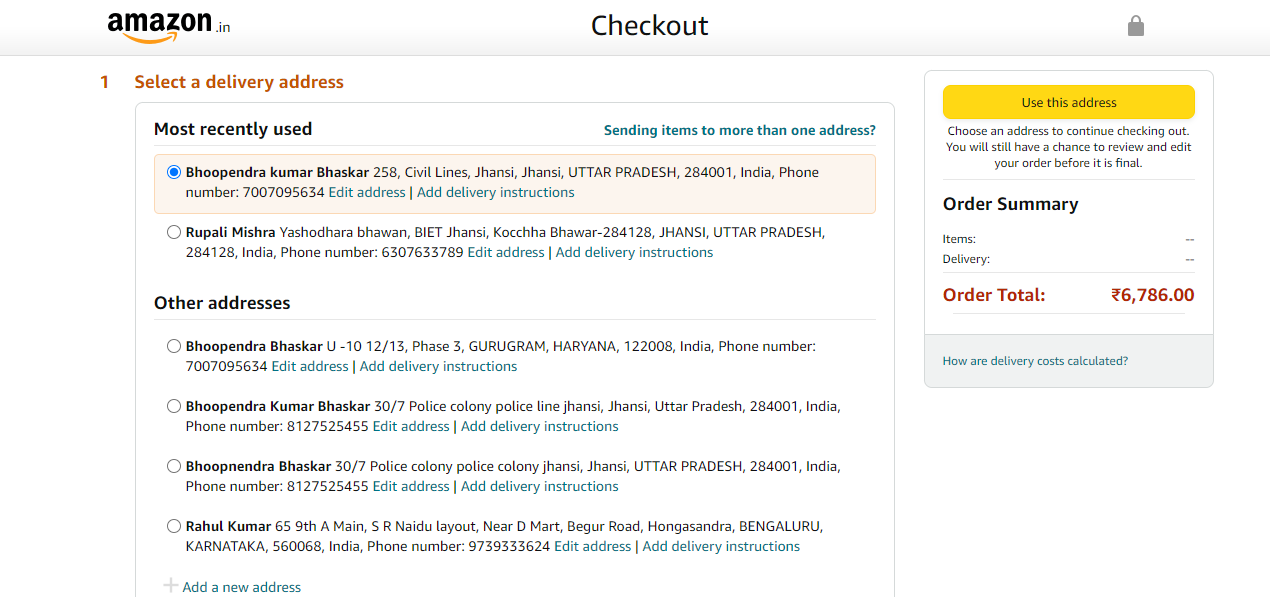 amazon.in
Checkout
1 Select a delivery address
Most recently used
Sending items to more than one address?
Bhoopendra kumar Bhaskar 258, Civil Lines, Jhansi, Jhansi, UTTAR PRADESH, 284001, India, Phone
number: 7007095634 Edit address | Add delivery instructions
Rupali Mishra Yashodhara bhawan, BIET Jhansi, Kocchha Bhawar-284128, JHANSI, UTTAR PRADESH,
284128, India, Phone number: 6307633789 Edit address | Add delivery instructions
Other addresses
Bhoopendra Bhaskar U -10 12/13, Phase 3, GURUGRAM, HARYANA, 122008, India, Phone number:
7007095634 Edit address | Add delivery instructions
Bhoopendra Kumar Bhaskar 30/7 Police colony police line jhansi, Jhansi, Uttar Pradesh, 284001, India,
Phone number: 8127525455 Edit address | Add delivery instructions
Bhoopnendra Bhaskar 30/7 Police colony police colony jhansi, Jhansi, UTTAR PRADESH, 284001, India,
Phone number: 8127525455 Edit address | Add delivery instructions
Rahul Kumar 65 9th A Main, S R Naidu layout, Near D Mart, Begur Road, Hongasandra, BENGALURU,
KARNATAKA, 560068, India, Phone number: 9739333624 Edit address | Add delivery instructions
Add a new address
Use this address
Choose an address to continue checking out.
You will still have a chance to review and edit
your order before it is final.
Order Summary
Items: --
Delivery: --
Order Total: ₹6,786.00
How are delivery costs calculated?